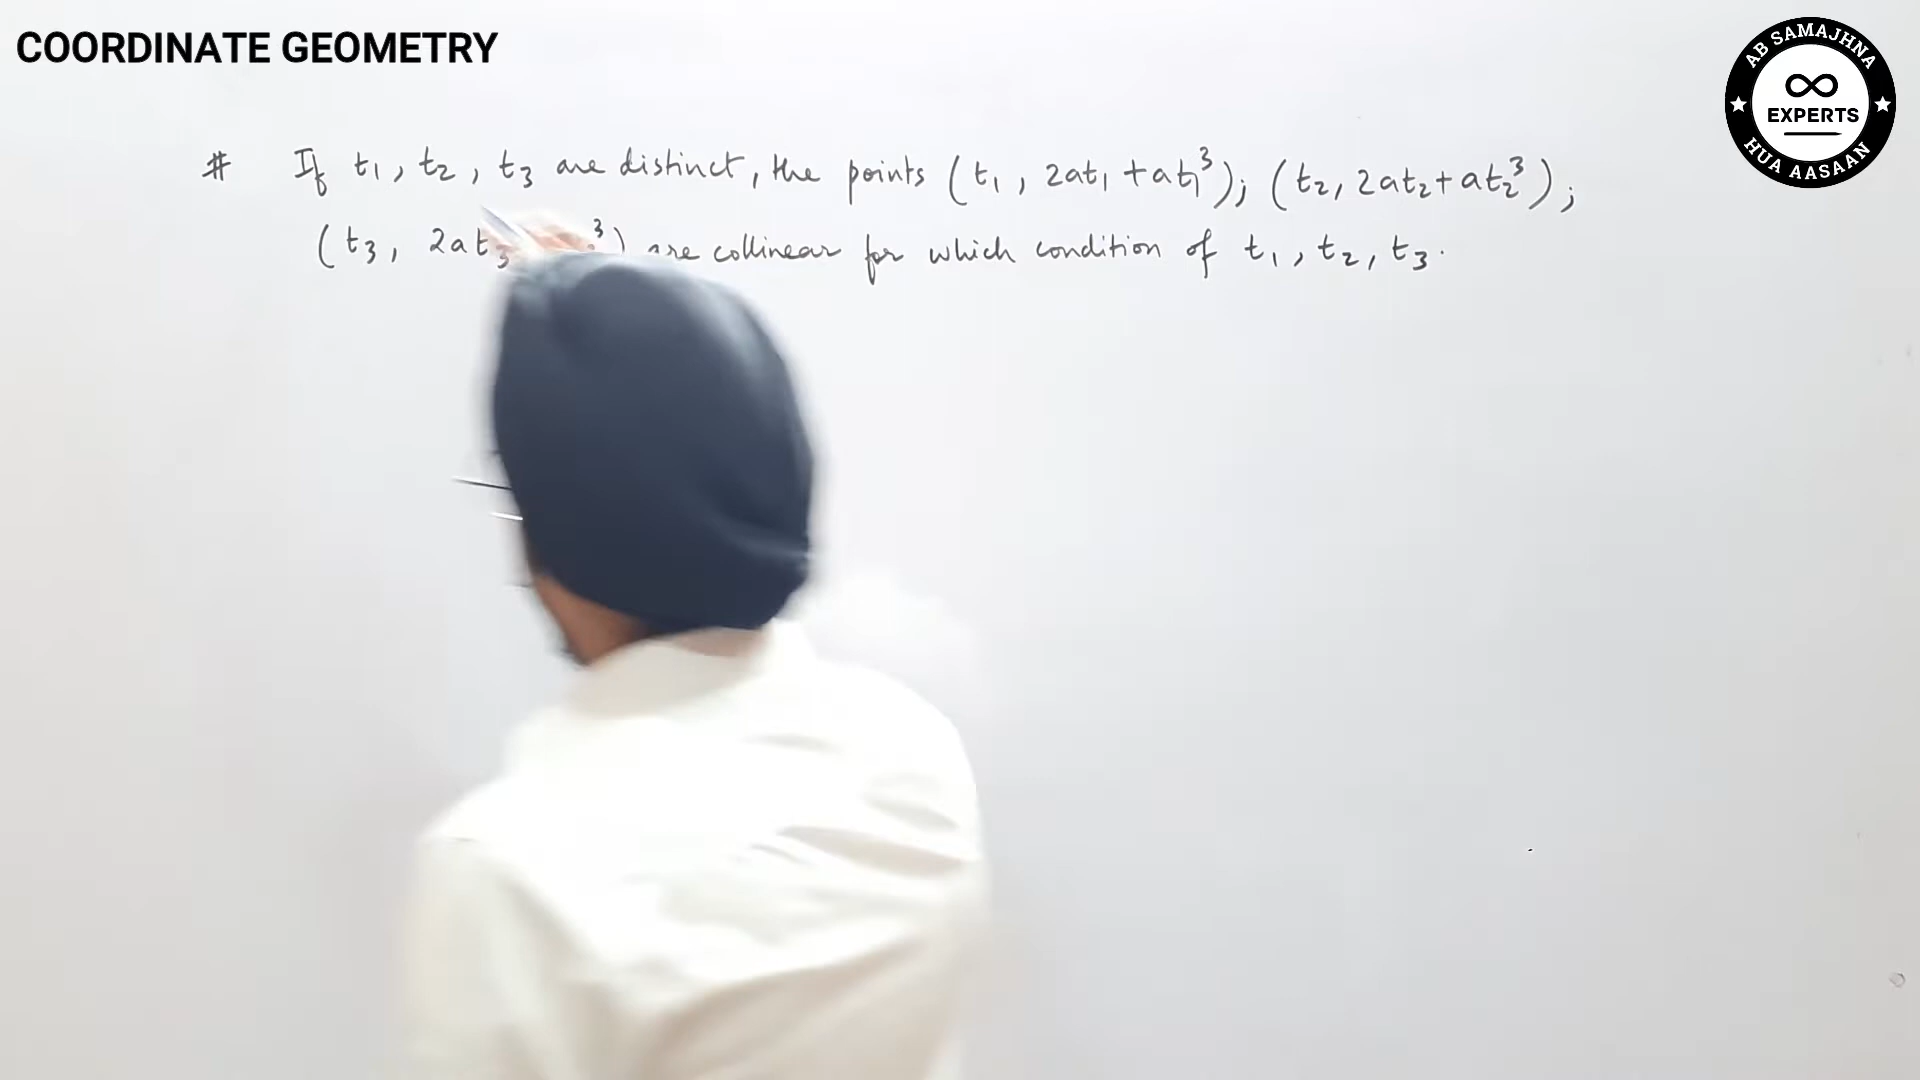 COORDINATE GEOMETRY
AB SAMAJHNA
∞
EXPERTS
HUA AASAAN
# If t₁, t₂, t₃ are distinct, the points (t₁, 2at₁ + at₁³); (t₂, 2at₂ + at₂³);
(t₃, 2at₃ ³) are collinear for which condition of t₁, t₂, t₃.